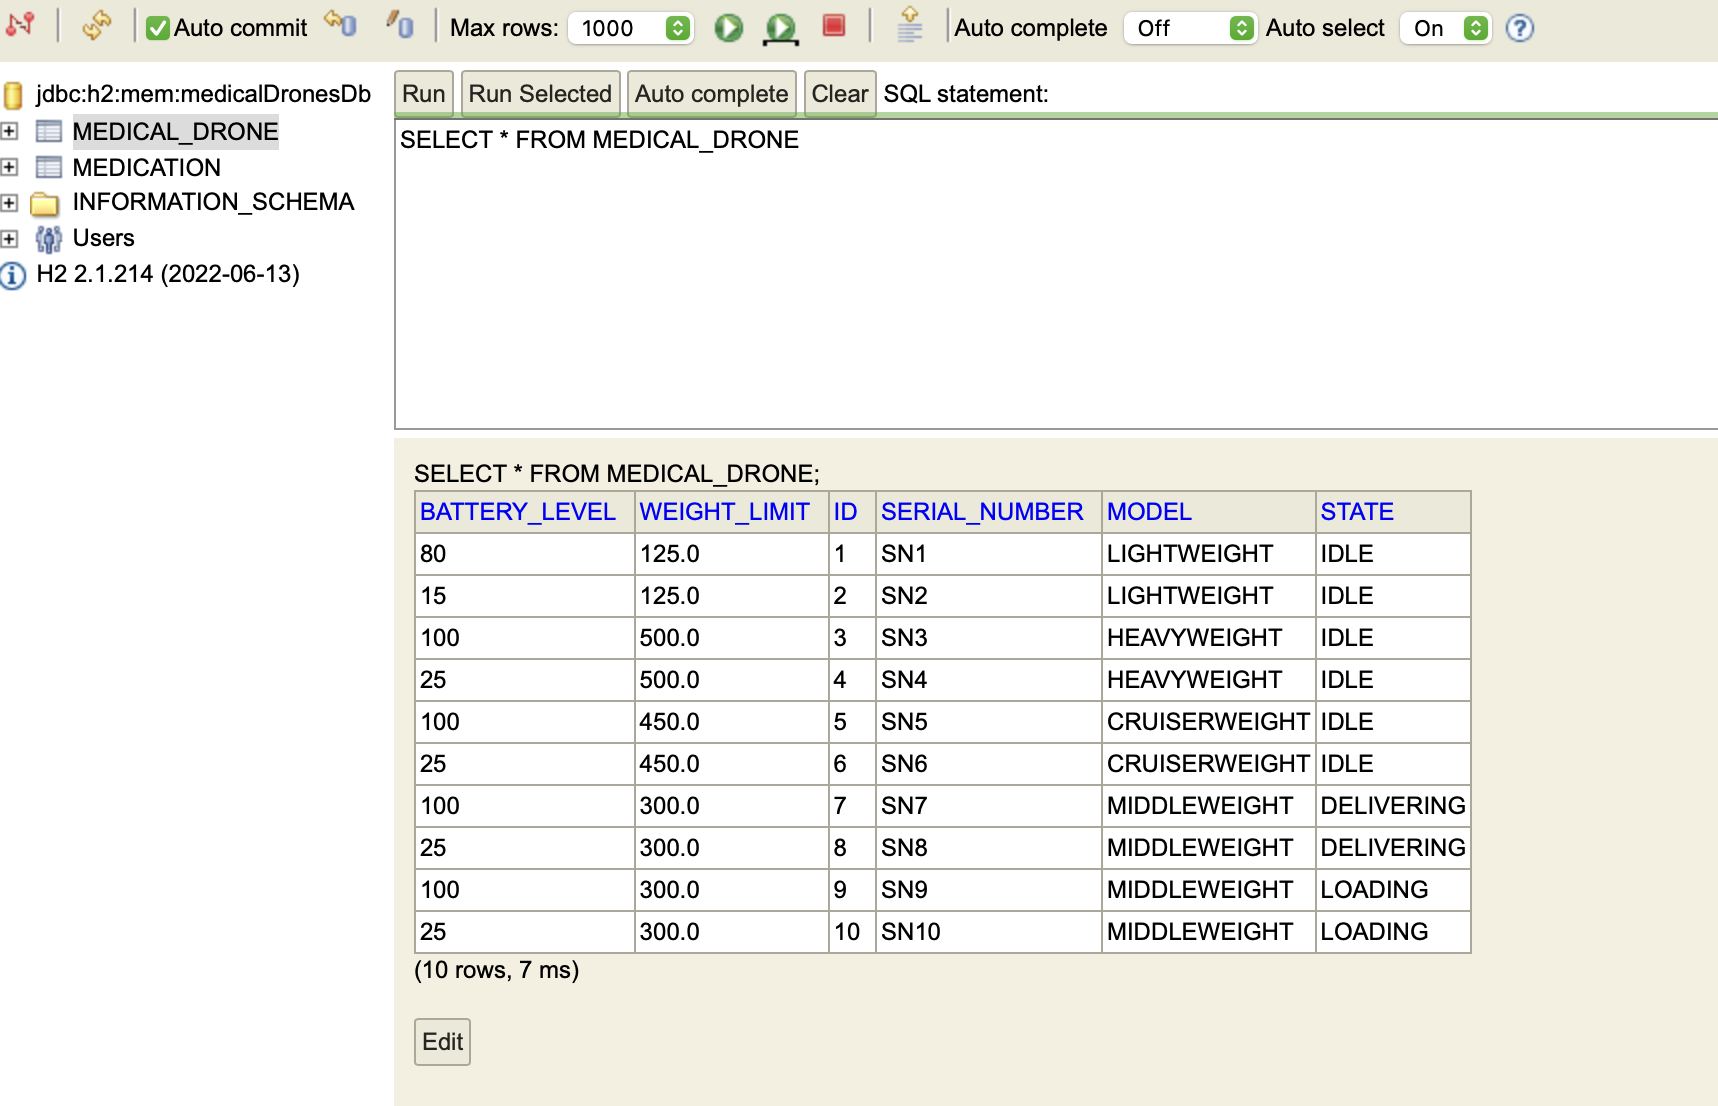 Auto commit Max rows: 1000 Auto complete Off Auto select On ?
jdbc:h2:mem:medicalDronesDb
MEDICAL_DRONE
MEDICATION
INFORMATION_SCHEMA
Users
H2 2.1.214 (2022-06-13)
Run Run Selected Auto complete Clear SQL statement:
SELECT * FROM MEDICAL_DRONE
SELECT * FROM MEDICAL_DRONE;
BATTERY_LEVEL WEIGHT_LIMIT ID SERIAL_NUMBER MODEL STATE
80 125.0 1 SN1 LIGHTWEIGHT IDLE
15 125.0 2 SN2 LIGHTWEIGHT IDLE
100 500.0 3 SN3 HEAVYWEIGHT IDLE
25 500.0 4 SN4 HEAVYWEIGHT IDLE
100 450.0 5 SN5 CRUISERWEIGHT IDLE
25 450.0 6 SN6 CRUISERWEIGHT IDLE
100 300.0 7 SN7 MIDDLEWEIGHT DELIVERING
25 300.0 8 SN8 MIDDLEWEIGHT DELIVERING
100 300.0 9 SN9 MIDDLEWEIGHT LOADING
25 300.0 10 SN10 MIDDLEWEIGHT LOADING
(10 rows, 7 ms)
Edit